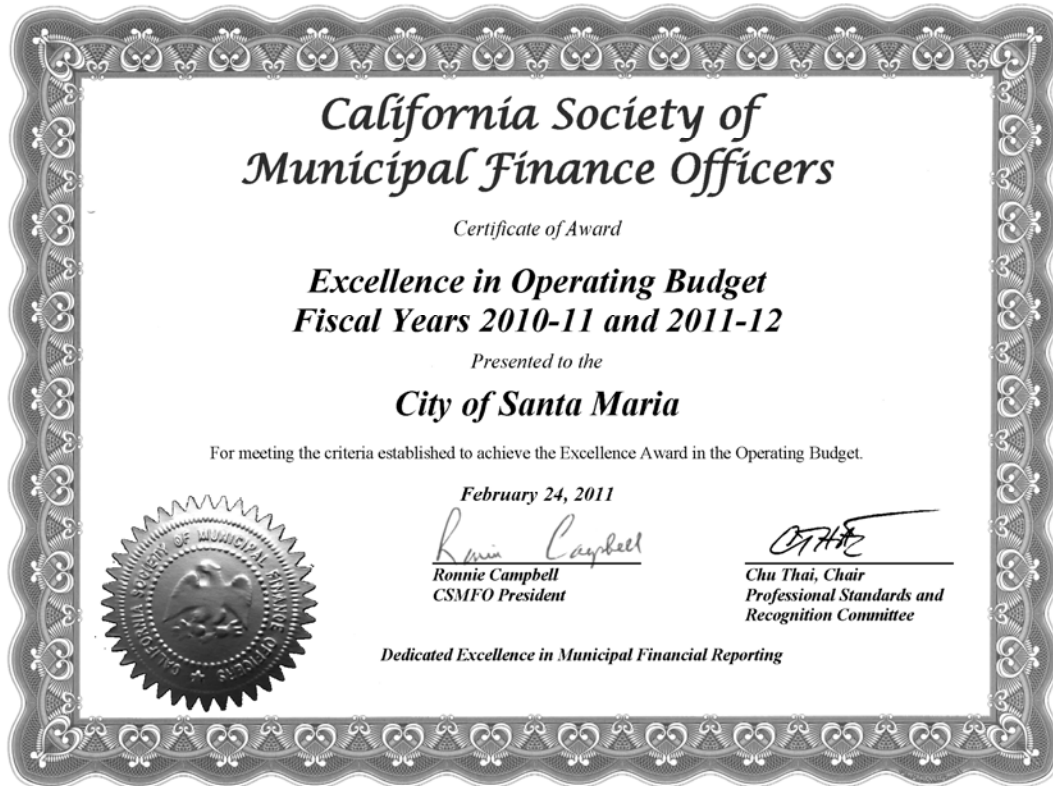 California Society of
Municipal Finance Officers
Certificate of Award
Excellence in Operating Budget
Fiscal Years 2010-11 and 2011-12
Presented to the
City of Santa Maria
For meeting the criteria established to achieve the Excellence Award in the Operating Budget.
February 24, 2011
Ronnie Campbell
Ronnie Campbell
CSMFO President
Chu Thai, Chair
Professional Standards and
Recognition Committee
CALIFORNIA SOCIETY OF MUNICIPAL FINANCE OFFICERS
Dedicated Excellence in Municipal Financial Reporting